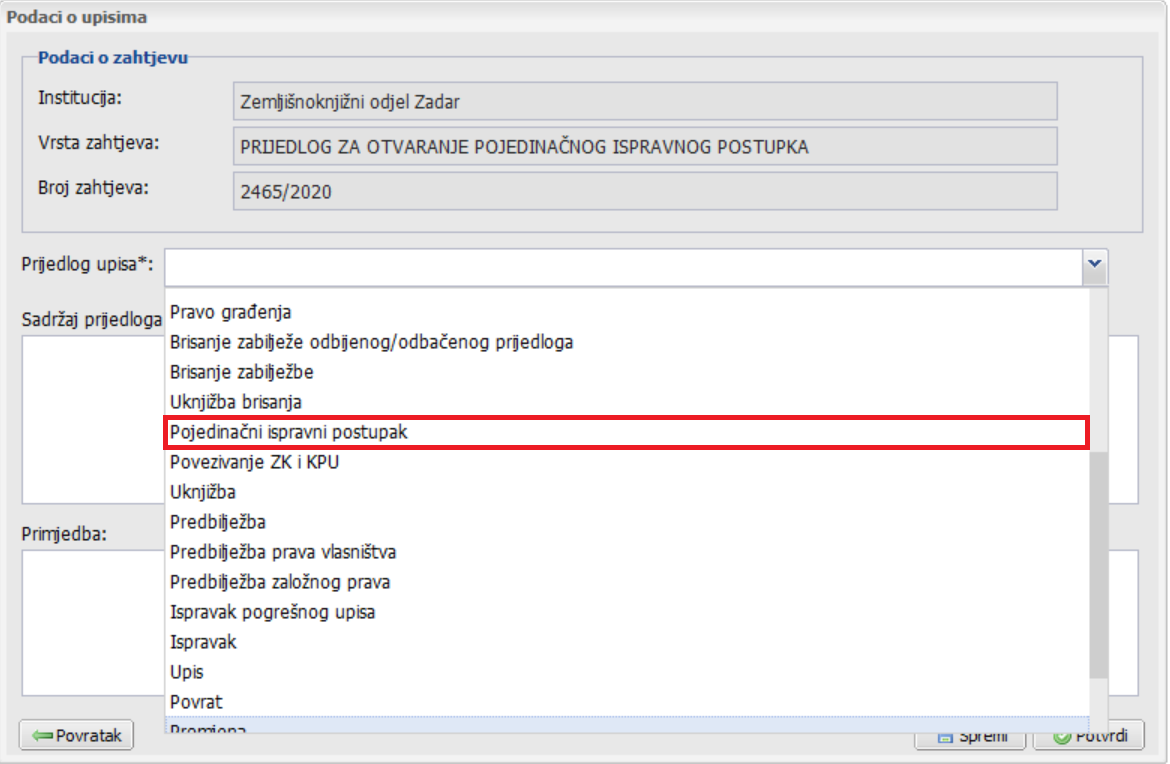 Podaci o upisima
Podaci o zahtjevu
Institucija:
Zemljišnoknjižni odjel Zadar
Vrsta zahtjeva:
PRIJEDLOG ZA OTVARANJE POJEDINAČNOG ISPRAVNOG POSTUPKA
Broj zahtjeva:
2465/2020
Prijedlog upisa*:
Sadržaj prijedloga
Pravo građenja
Brisanje zabilježe odbijenog/odbačenog prijedloga
Brisanje zabilježbe
Uknjižba brisanja
Pojedinačni ispravni postupak
Povezivanje ZK i KPU
Uknjižba
Predbilježba
Predbilježba prava vlasništva
Predbilježba založnog prava
Ispravak pogrešnog upisa
Ispravak
Upis
Povrat
Promjena
Primjedba:
Povratak
Spremi
Potvrdi